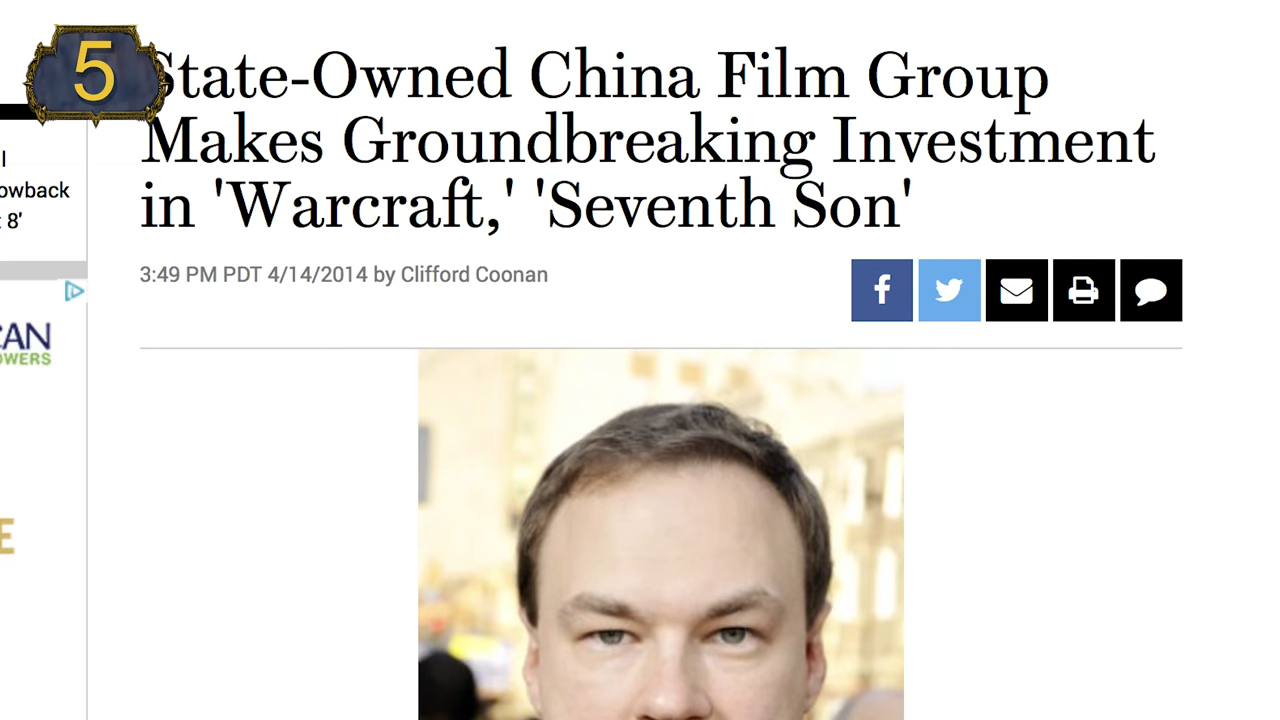 5
State-Owned China Film Group
Makes Groundbreaking Investment
in 'Warcraft,' 'Seventh Son'
l
owback
t 8'
3:49 PM PDT 4/14/2014 by Clifford Coonan
CAN
OWERS
E